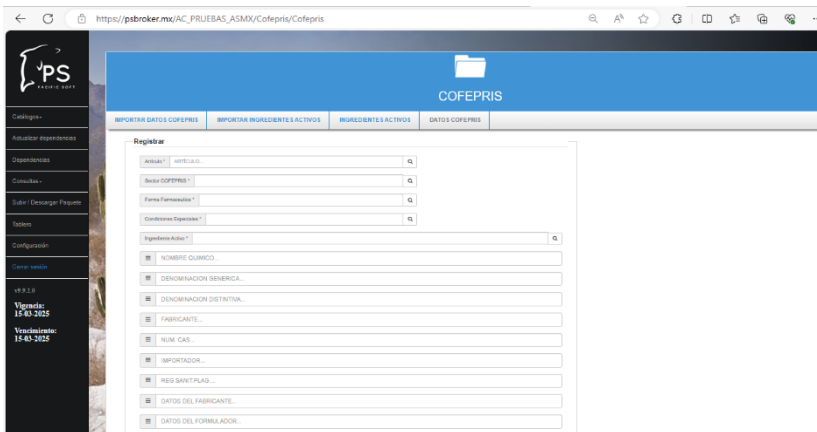 https://psbroker.mx/AC_PRUEBAS_ASMX/Cofepris/Cofepris
PS
PACIFIC SOFT
COFEPRIS
Catálogos
Actualizar dependencias
Dependencias
Consultas
Subir / Descargar Paquete
Tablero
Configuración
Cerrar sesión
v9.9.2.0
Vigencia:
15-03-2025
Vencimiento:
15-03-2025
IMPORTAR DATOS COFEPRIS IMPORTAR INGREDIENTES ACTIVOS INGREDIENTES ACTIVOS DATOS COFEPRIS
Registrar
Artículo * ARTÍCULO...
Sector COFEPRIS *
Forma Farmaceutica *
Condiciones Especiales *
Ingrediente Activo *
NOMBRE QUIMICO...
DENOMINACION GENERICA...
DENOMINACION DISTINTIVA...
FABRICANTE...
NUM. CAS...
IMPORTADOR...
REG.SANIT.PLAG...
DATOS DEL FABRICANTE...
DATOS DEL FORMULADOR...